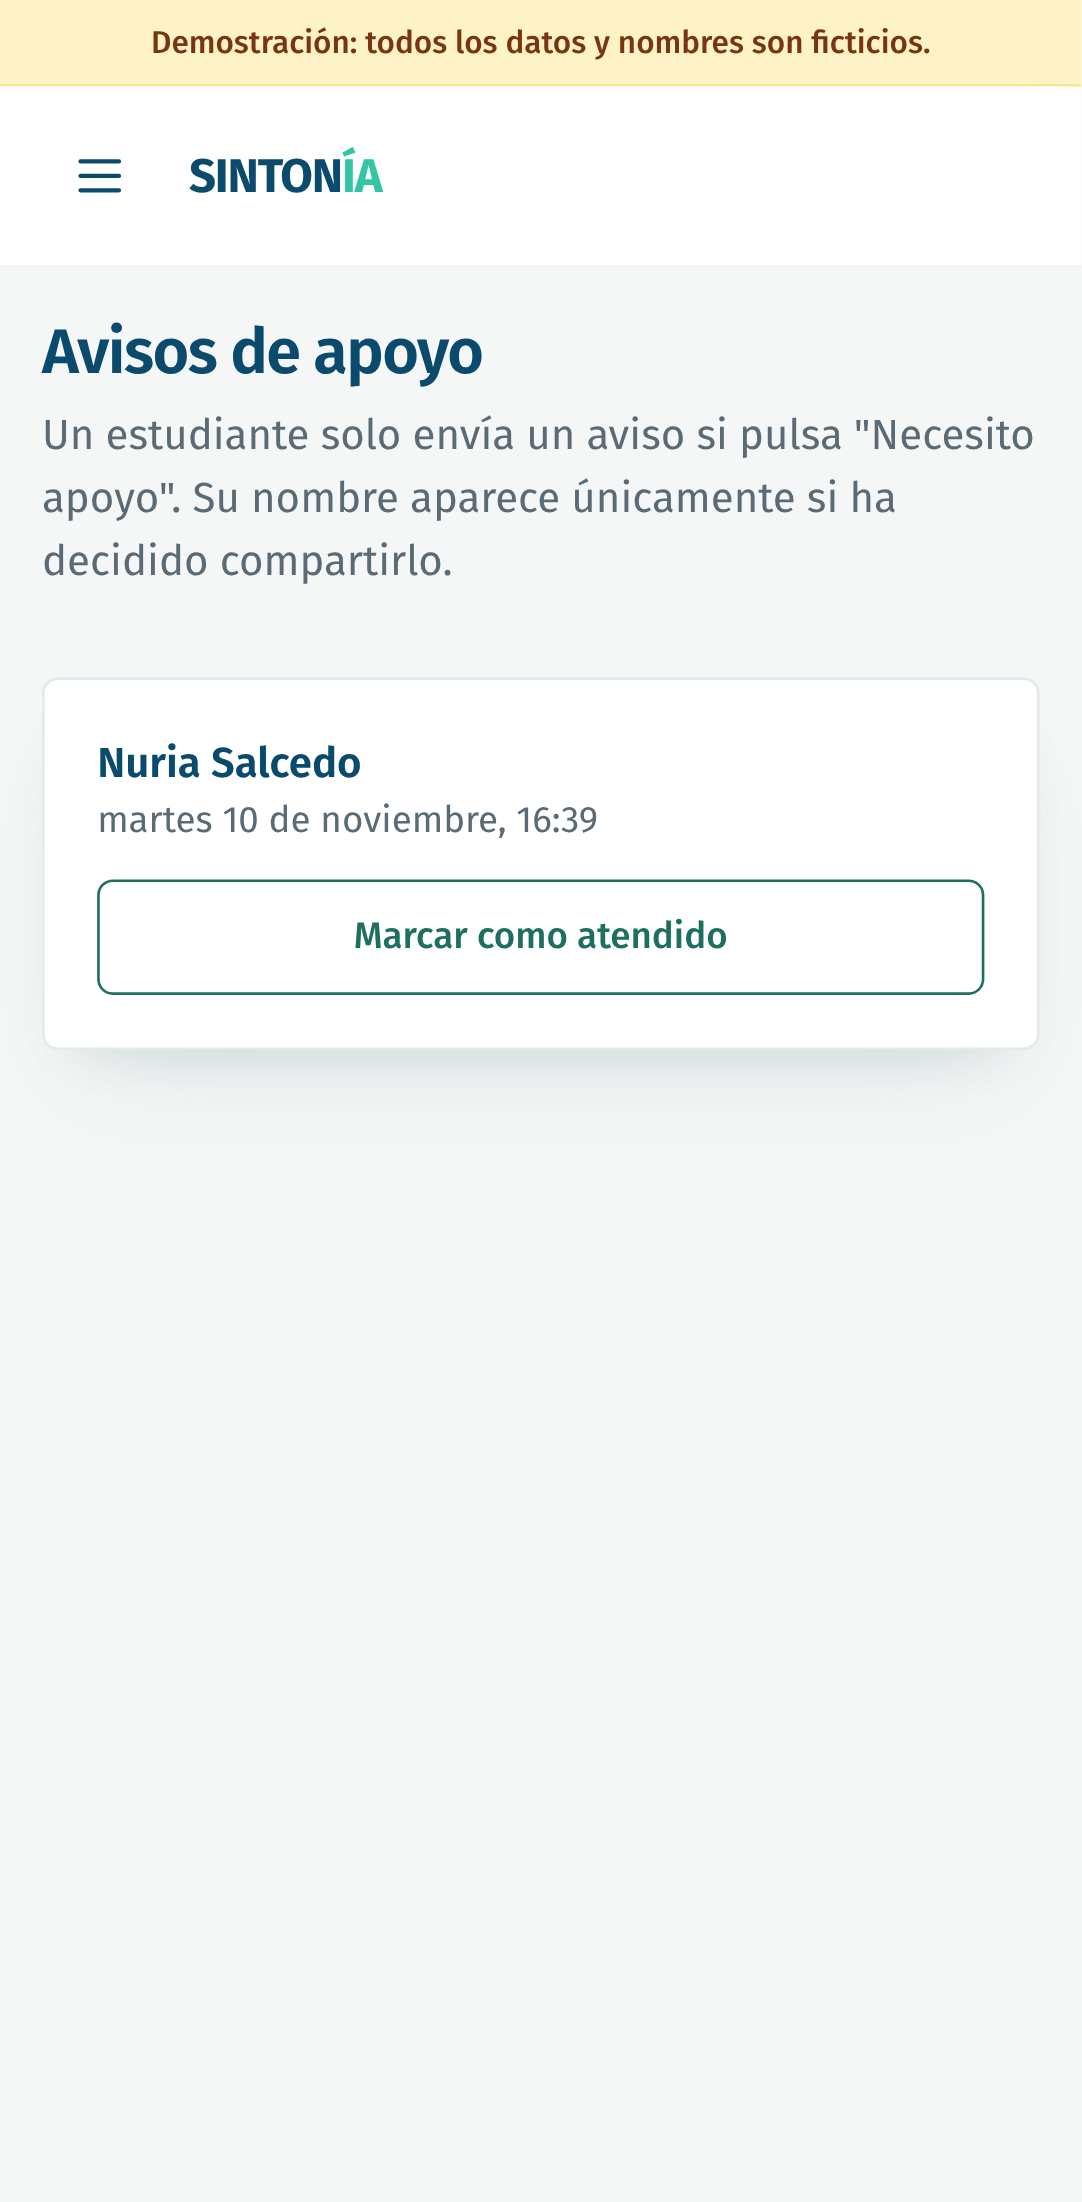 Demostración: todos los datos y nombres son ficticios.
SINTONÍA
Avisos de apoyo
Un estudiante solo envía un aviso si pulsa "Necesito
apoyo". Su nombre aparece únicamente si ha
decidido compartirlo.
Nuria Salcedo
martes 10 de noviembre, 16:39
Marcar como atendido